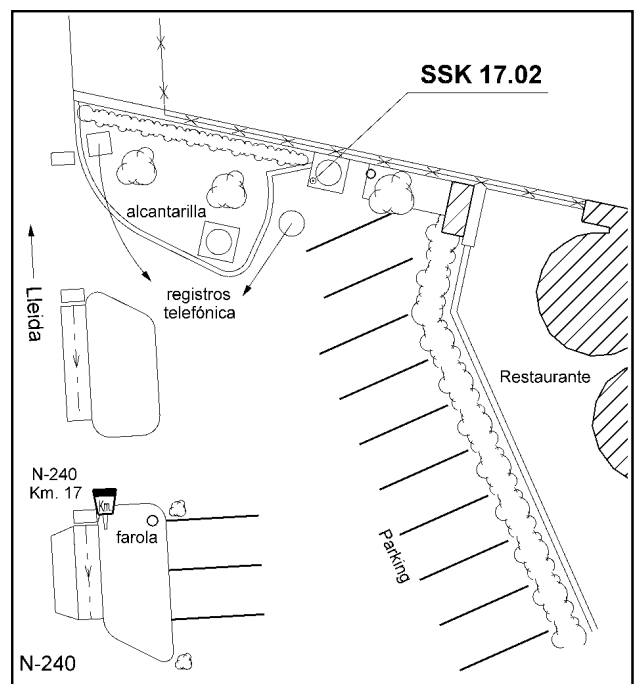 SSK 17.02
alcantarilla
registros
telefónica
Lleida
Restaurante
N-240
Km. 17
Km.
farola
Parking
N-240